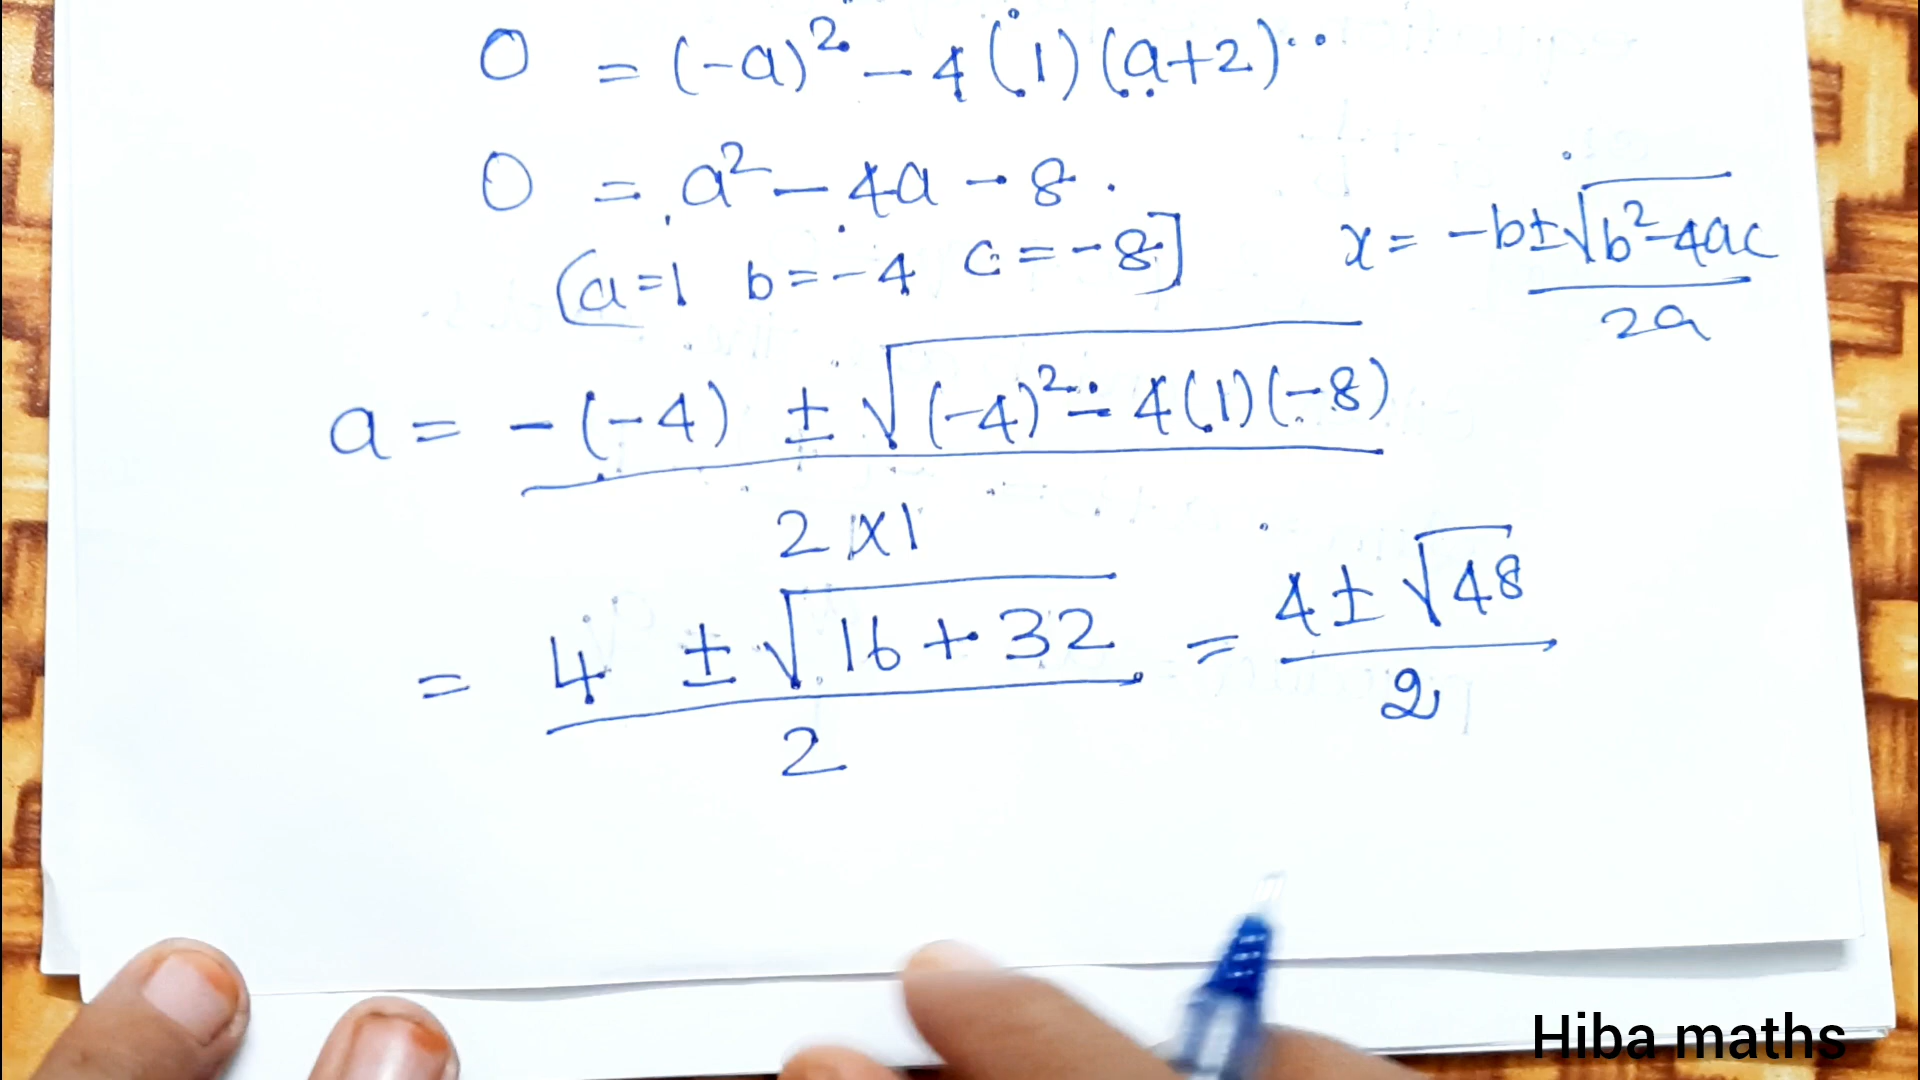 0 = (-a)² - 4(1)(a+2)
0 = a² - 4a - 8.
(a=1 b=-4 c=-8]
x = -b±√b²-4ac
2a
a = -(-4) ± √(-4)² - 4(1)(-8)
2×1
= 4 ± √16+32 = 4±√48
2 2
Hiba maths